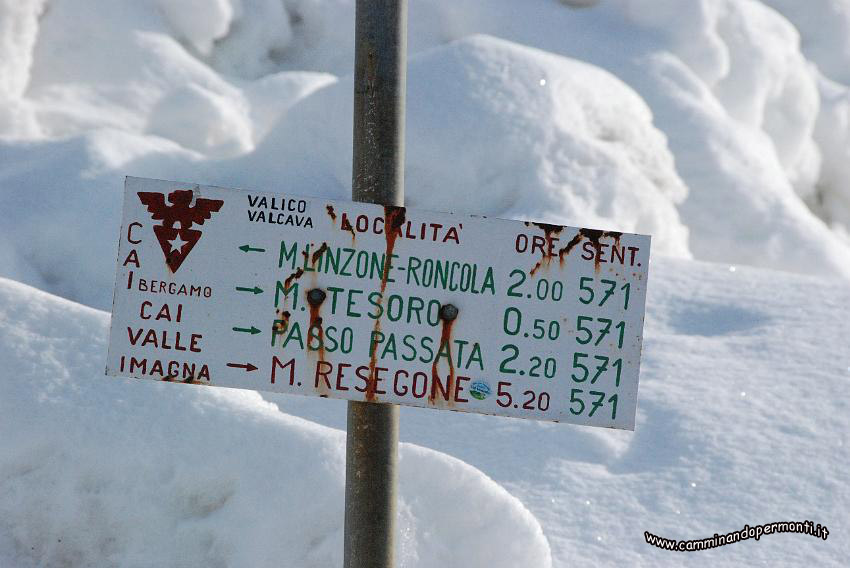 VALICO
VALCAVA
LOCALITÀ ORE SENT.
M. LINZONE-RONCOLA 2.00 571
M. TESORO 0.50 571
PASSO PASSATA 2.20 571
M. RESEGONE 5.20 571
CAI
BERGAMO
CAI
VALLE
IMAGNA
www.camminandopermonti.it